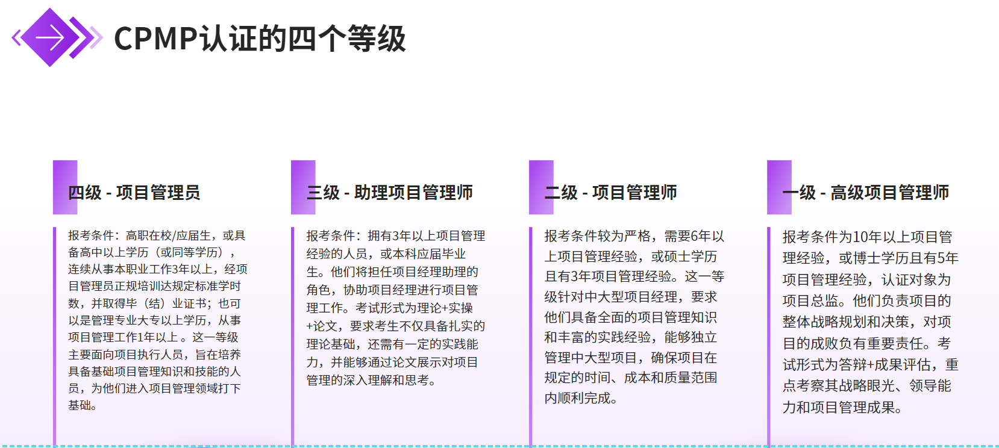 CPMP认证的四个等级
四级 - 项目管理员
报考条件：高职在校/应届生，或具
备高中以上学历（或同等学历），
连续从事本职业工作3年以上，经项
目管理员正规培训达规定标准学时
数，并取得毕（结）业证书；也可
以是管理专业大专以上学历，从事
项目管理工作1年以上 。这一等级
主要面向项目执行人员，旨在培养
具备基础项目管理知识和技能的人
员，为他们进入项目管理领域打下
基础。
三级 - 助理项目管理师
报考条件：拥有3年以上项目管理
经验的人员，或本科应届毕业
生。他们将担任项目经理助理的
角色，协助项目经理进行项目管
理工作。考试形式为理论+实操
+论文，要求考生不仅具备扎实的
理论基础，还需有一定的实践能
力，并能够通过论文展示对项目
管理的深入理解和思考。
二级 - 项目管理师
报考条件较为严格，需要6年以
上项目管理经验，或硕士学历
且有3年项目管理经验。这一等
级针对中大型项目经理，要求
他们具备全面的项目管理知识
和丰富的实践经验，能够独立
管理中大型项目，确保项目在
规定的时间、成本和质量范围
内顺利完成。
一级 - 高级项目管理师
报考条件为10年以上项目管
理经验，或博士学历且有5年
项目管理经验，认证对象为
项目总监。他们负责项目的
整体战略规划和决策，对项
目的成败负有重要责任。考
试形式为答辩+成果评估，重
点考察其战略眼光、领导能
力和项目管理成果。